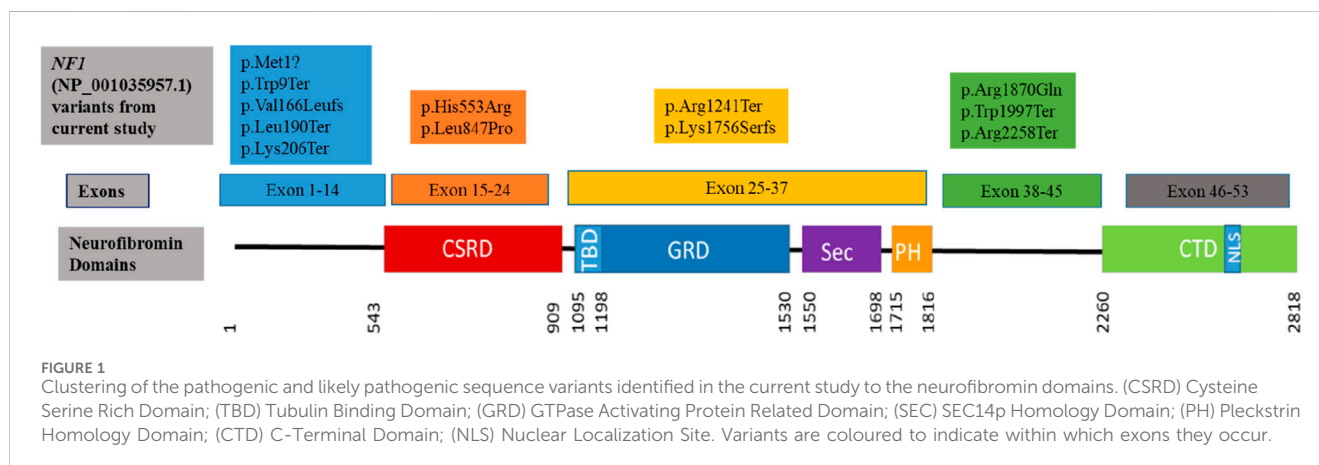 NF1
(NP_001035957.1)
variants from
current study
p.Met1?
p.Trp9Ter
p.Val166Leufs
p.Leu190Ter
p.Lys206Ter
p.His553Arg
p.Leu847Pro
p.Arg1241Ter
p.Lys1756Serfs
p.Arg1870Gln
p.Trp1997Ter
p.Arg2258Ter
Exons
Exon 1-14
Exon 15-24
Exon 25-37
Exon 38-45
Exon 46-53
Neurofibromin
Domains
CSRD
TBD
GRD
Sec
PH
CTD
NLS
1
543
909
1095
1198
1530
1550
1698
1715
1816
2260
2818
FIGURE 1
Clustering of the pathogenic and likely pathogenic sequence variants identified in the current study to the neurofibromin domains. (CSRD) Cysteine
Serine Rich Domain; (TBD) Tubulin Binding Domain; (GRD) GTPase Activating Protein Related Domain; (SEC) SEC14p Homology Domain; (PH) Pleckstrin
Homology Domain; (CTD) C-Terminal Domain; (NLS) Nuclear Localization Site. Variants are coloured to indicate within which exons they occur.